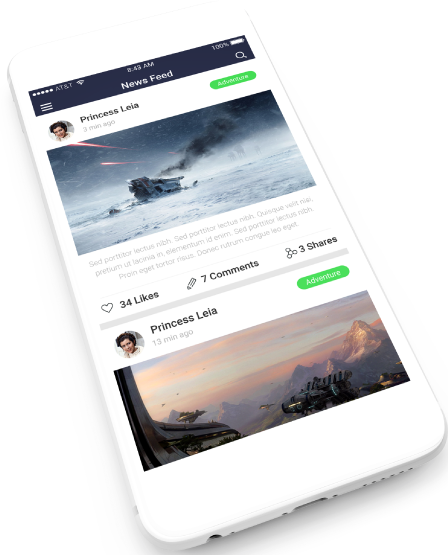 AT&T 8:43 AM 100%
News Feed
Princess Leia
3 min ago
Adventure
Sed porttitor lectus nibh. Sed porttitor lectus nibh. Quisque velit nisi,
pretium ut lacinia in, elementum id enim. Sed porttitor lectus nibh.
Proin eget tortor risus. Donec rutrum congue leo eget.
34 Likes 7 Comments 3 Shares
Princess Leia
13 min ago
Adventure